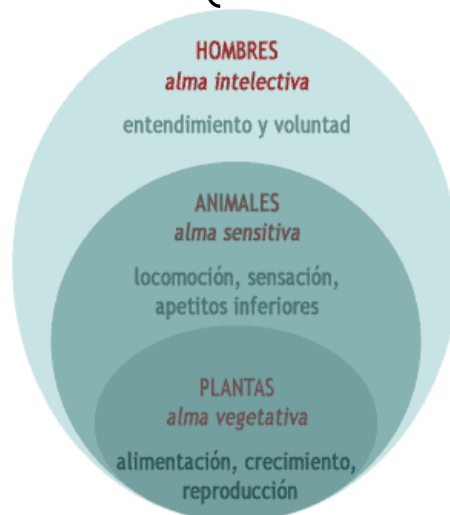 HOMBRES
alma intelectiva
entendimiento y voluntad
ANIMALES
alma sensitiva
locomoción, sensación,
apetitos inferiores
PLANTAS
alma vegetativa
alimentación, crecimiento,
reproducción